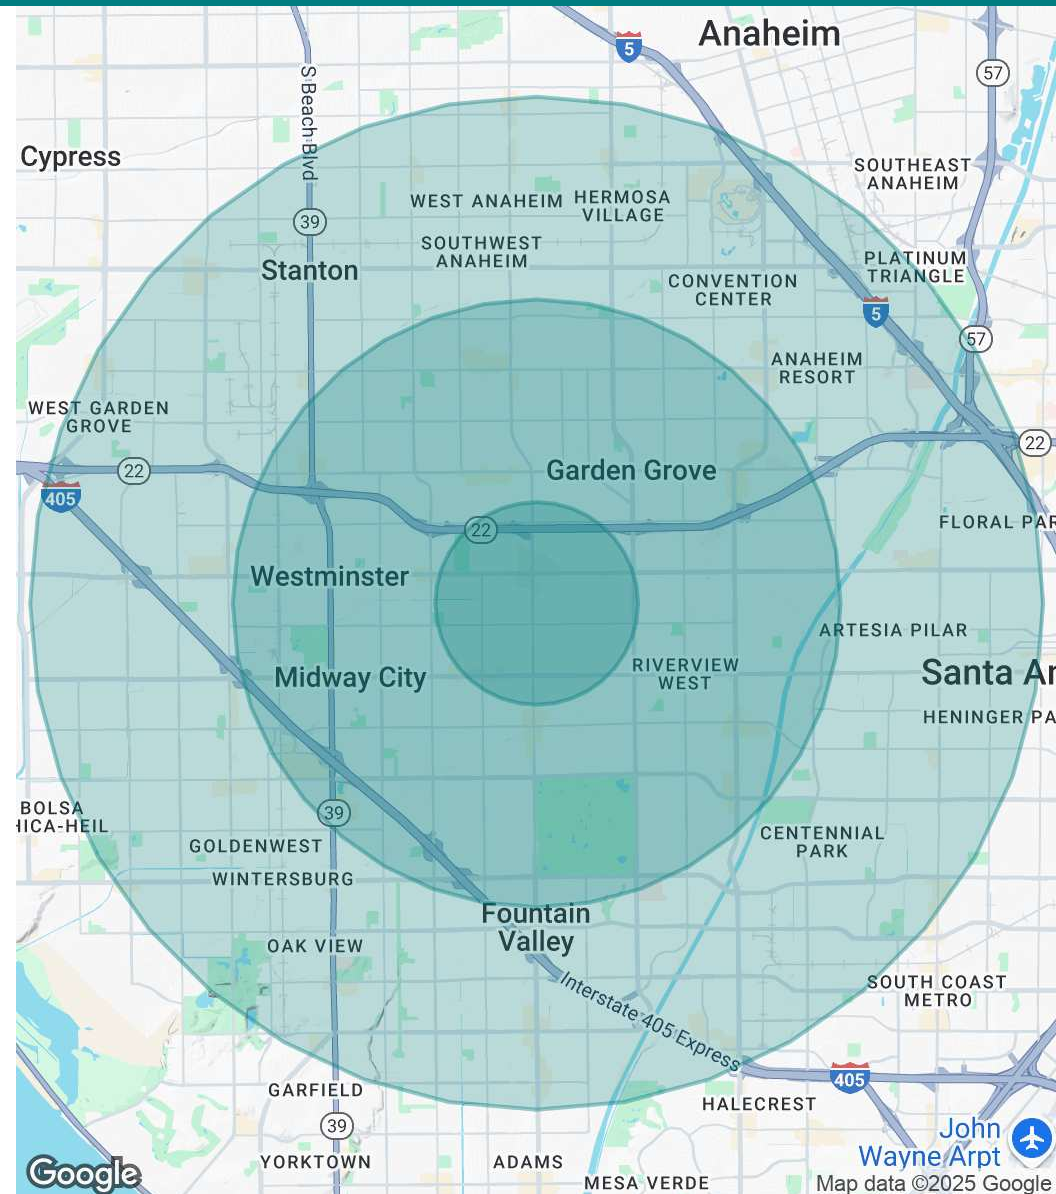 Anaheim
5
57
S Beach Blvd
Cypress
SOUTHEAST
ANAHEIM
WEST ANAHEIM
HERMOSA
VILLAGE
39
SOUTHWEST
ANAHEIM
Stanton
PLATINUM
TRIANGLE
CONVENTION
CENTER
5
57
ANAHEIM
RESORT
WEST GARDEN
GROVE
22
22
Garden Grove
405
22
FLORAL PAR
Westminster
ARTESIA PILAR
RIVERVIEW
WEST
Midway City
Santa An
HENINGER PA
BOLSA
HICA-HEIL
39
CENTENNIAL
PARK
GOLDENWEST
WINTERSBURG
Fountain
Valley
OAK VIEW
Interstate 405 Express
SOUTH COAST
METRO
405
GARFIELD
HALECREST
39
John
Wayne Arpt
YORKTOWN
ADAMS
MESA VERDE
Google
Map data ©2025 Google